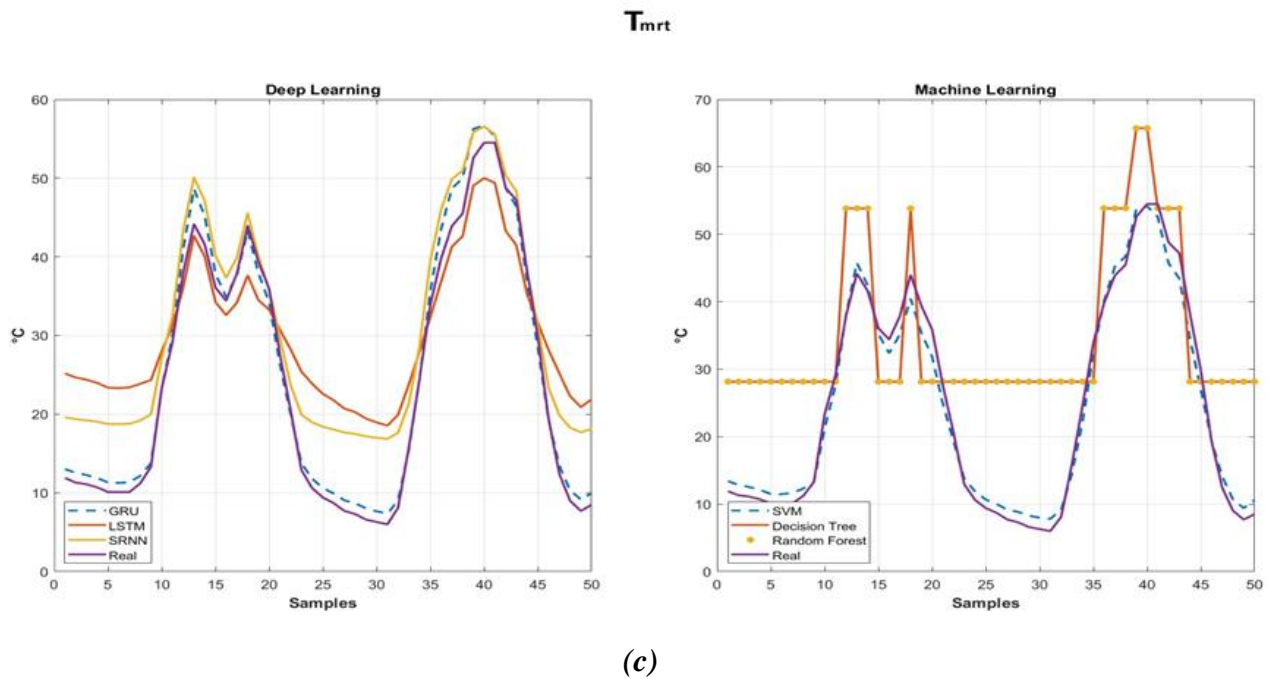 Tmrt
Deep Learning
60
50
40
30
20
10
0
°C
GRU
LSTM
SRNN
Real
0 5 10 15 20 25 30 35 40 45 50
Samples
Machine Learning
70
60
50
40
30
20
10
0
°C
SVM
Decision Tree
Random Forest
Real
0 5 10 15 20 25 30 35 40 45 50
Samples
(c)